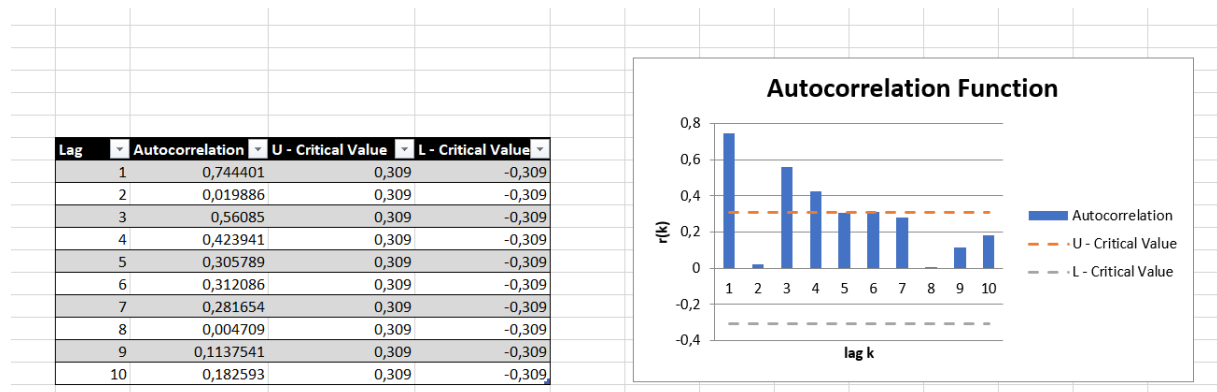 Lag Autocorrelation U - Critical Value L - Critical Value
1 0,744401 0,309 -0,309
2 0,019886 0,309 -0,309
3 0,56085 0,309 -0,309
4 0,423941 0,309 -0,309
5 0,305789 0,309 -0,309
6 0,312086 0,309 -0,309
7 0,281654 0,309 -0,309
8 0,004709 0,309 -0,309
9 0,1137541 0,309 -0,309
10 0,182593 0,309 -0,309
Autocorrelation Function
0,8
0,6
0,4
0,2
0
-0,2
-0,4
r(k)
1 2 3 4 5 6 7 8 9 10
lag k
Autocorrelation
U - Critical Value
L - Critical Value